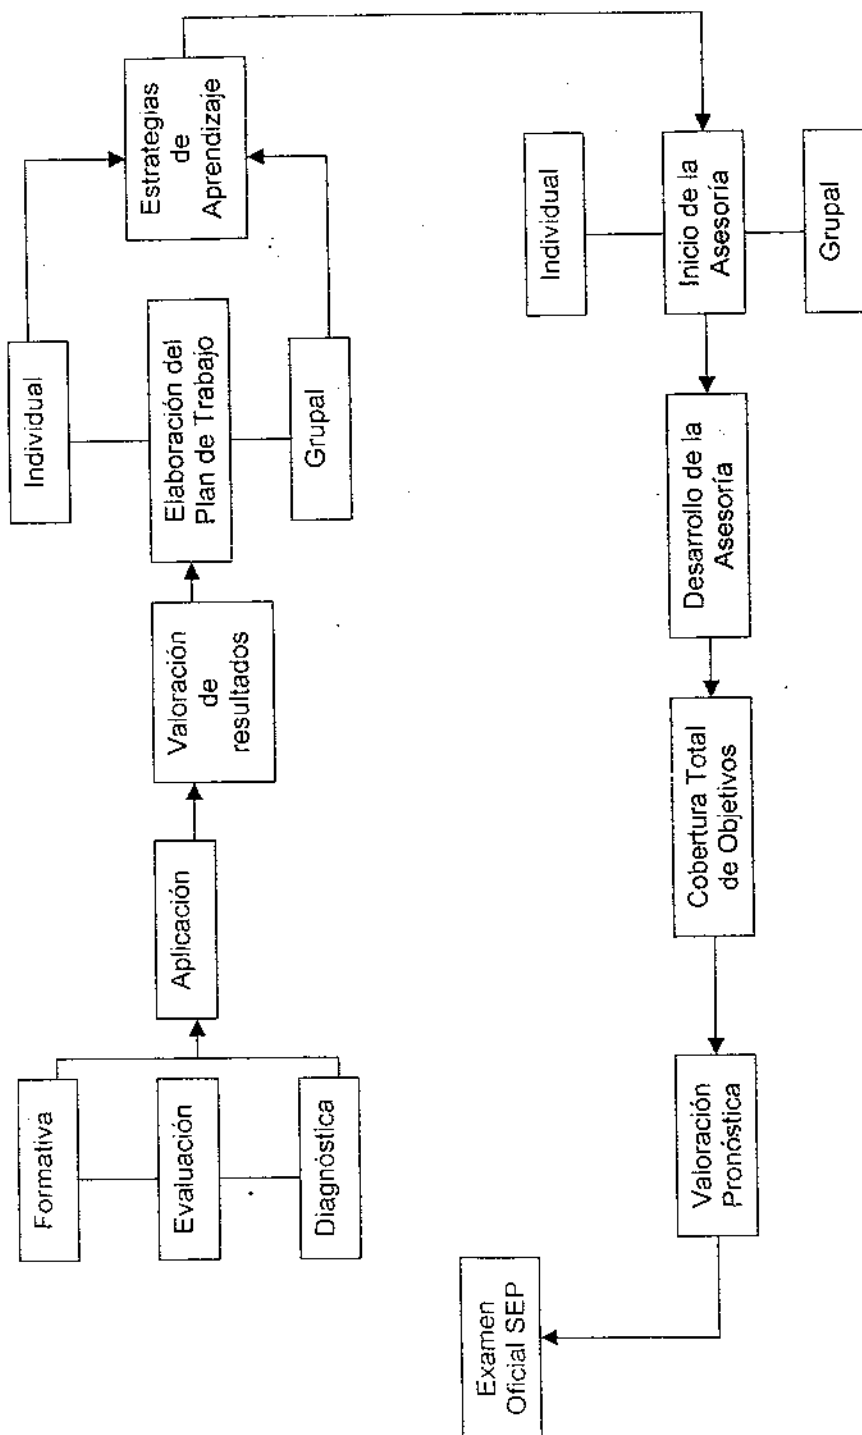 Formativa
Evaluación
Diagnóstica
Aplicación
Valoración
de
resultados
Individual
Elaboración del
Plan de Trabajo
Grupal
Estrategias
de
Aprendizaje
Individual
Inicio de la
Asesoría
Grupal
Desarrollo de la
Asesoría
Cobertura Total
de Objetivos
Valoración
Pronóstica
Examen
Oficial SEP